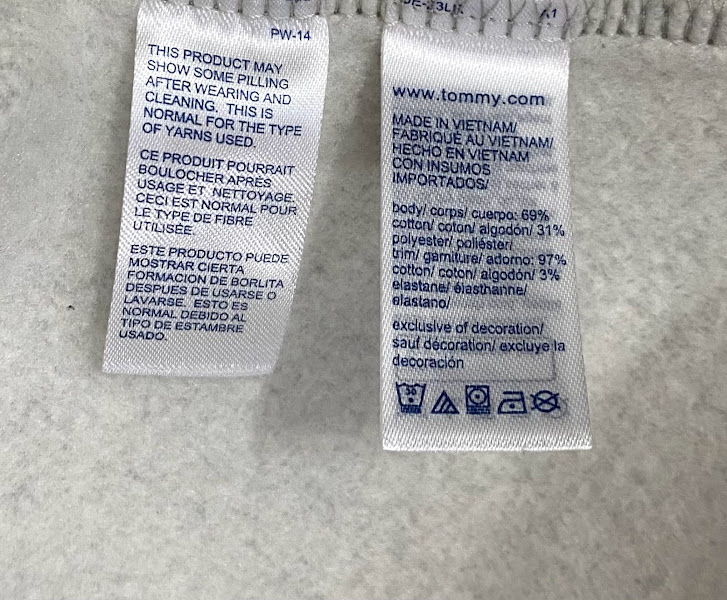 PW-14
THIS PRODUCT MAY
SHOW SOME PILLING
AFTER WEARING AND
CLEANING. THIS IS
NORMAL FOR THE TYPE
OF YARNS USED.
CE PRODUIT POURRAIT
BOULOCHER APRÈS
USAGE ET NETTOYAGE.
CECI EST NORMAL POUR
LE TYPE DE FIBRE
UTILISÉE.
ESTE PRODUCTO PUEDE
MOSTRAR CIERTA
FORMACION DE BORLITA
DESPUES DE USARSE O
LAVARSE. ESTO ES
NORMAL DEBIDO AL
TIPO DE ESTAMBRE
USADO.
www.tommy.com
MADE IN VIETNAM/
FABRIQUÉ AU VIETNAM/
HECHO EN VIETNAM
CON INSUMOS
IMPORTADOS/
body/ corps/ cuerpo: 69%
cotton/ coton/ algodón/ 31%
polyester/ poliéster/
trim/ garniture/ adorno: 97%
cotton/ coton/ algodón/ 3%
elastane/ élasthanne/
elastano/
exclusive of decoration/
sauf décoration/ excluye la
decoración
30